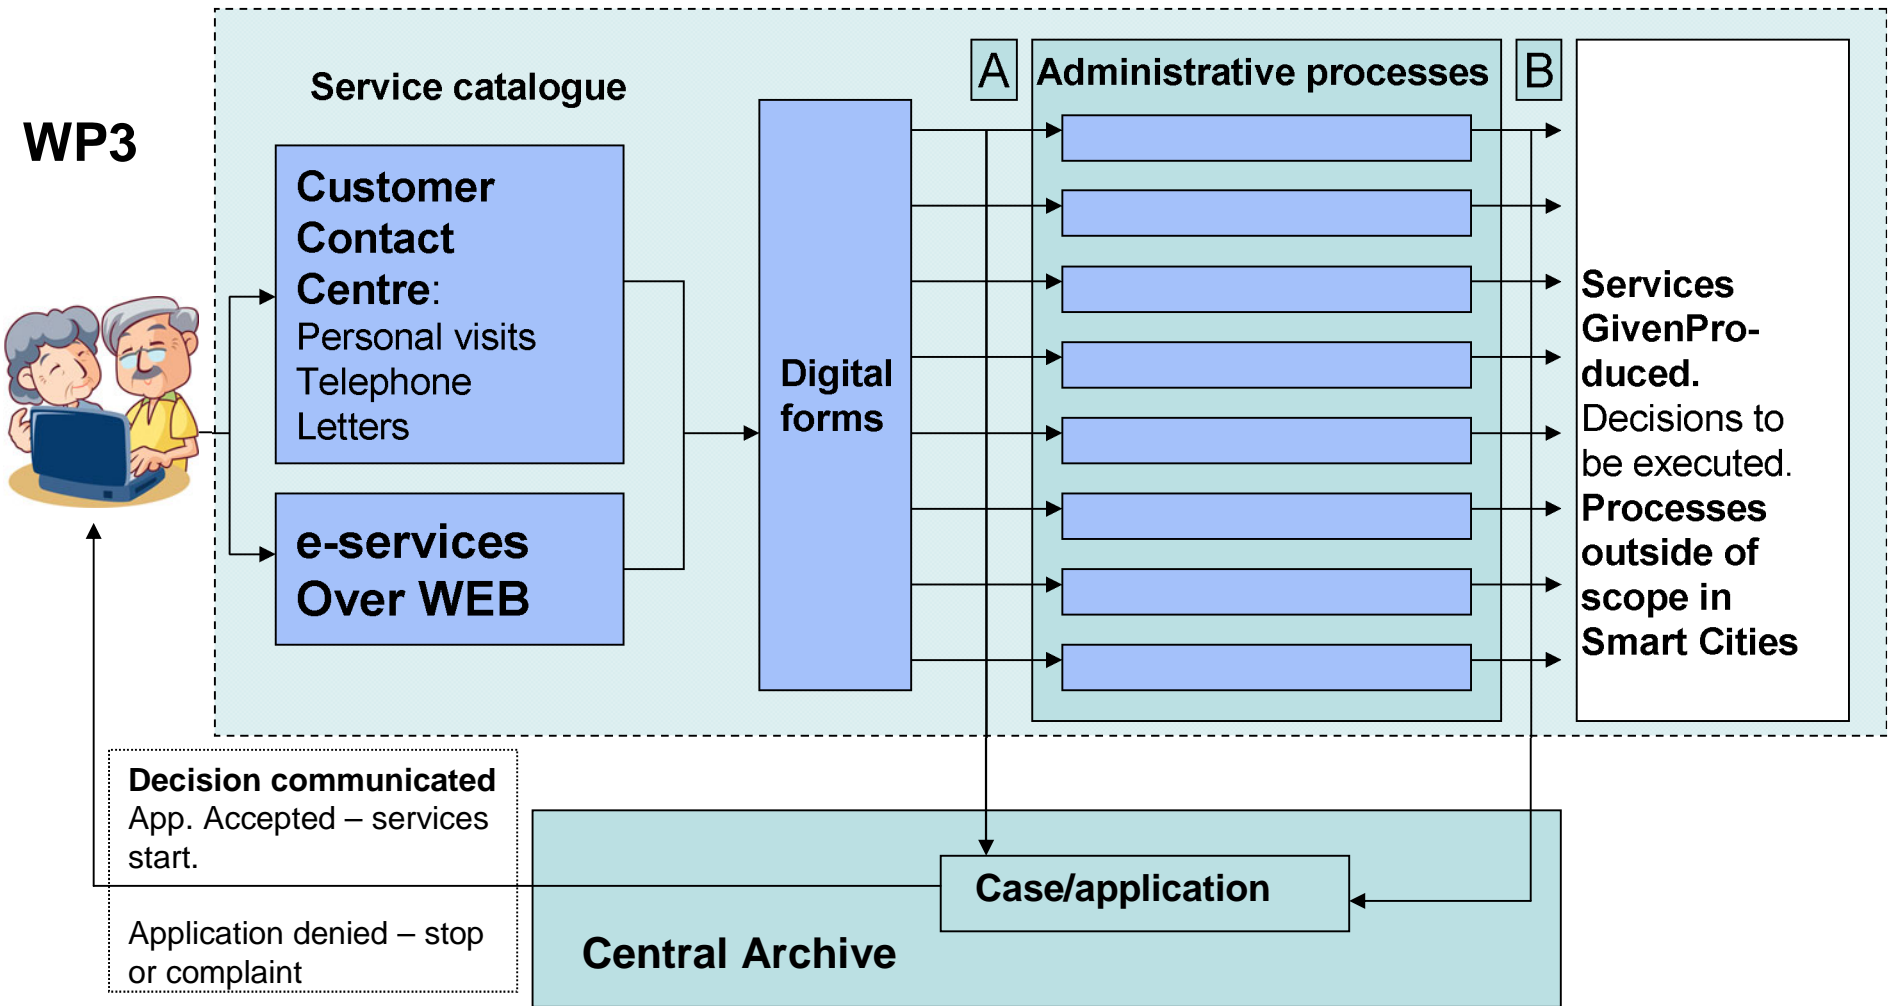 WP3
Service catalogue
Customer
Contact
Centre:
Personal visits
Telephone
Letters
e-services
Over WEB
Digital
forms
A
Administrative processes
B
Services
GivenPro-
duced.
Decisions to
be executed.
Processes
outside of
scope in
Smart Cities
Decision communicated
App. Accepted – services
start.
Application denied – stop
or complaint
Case/application
Central Archive